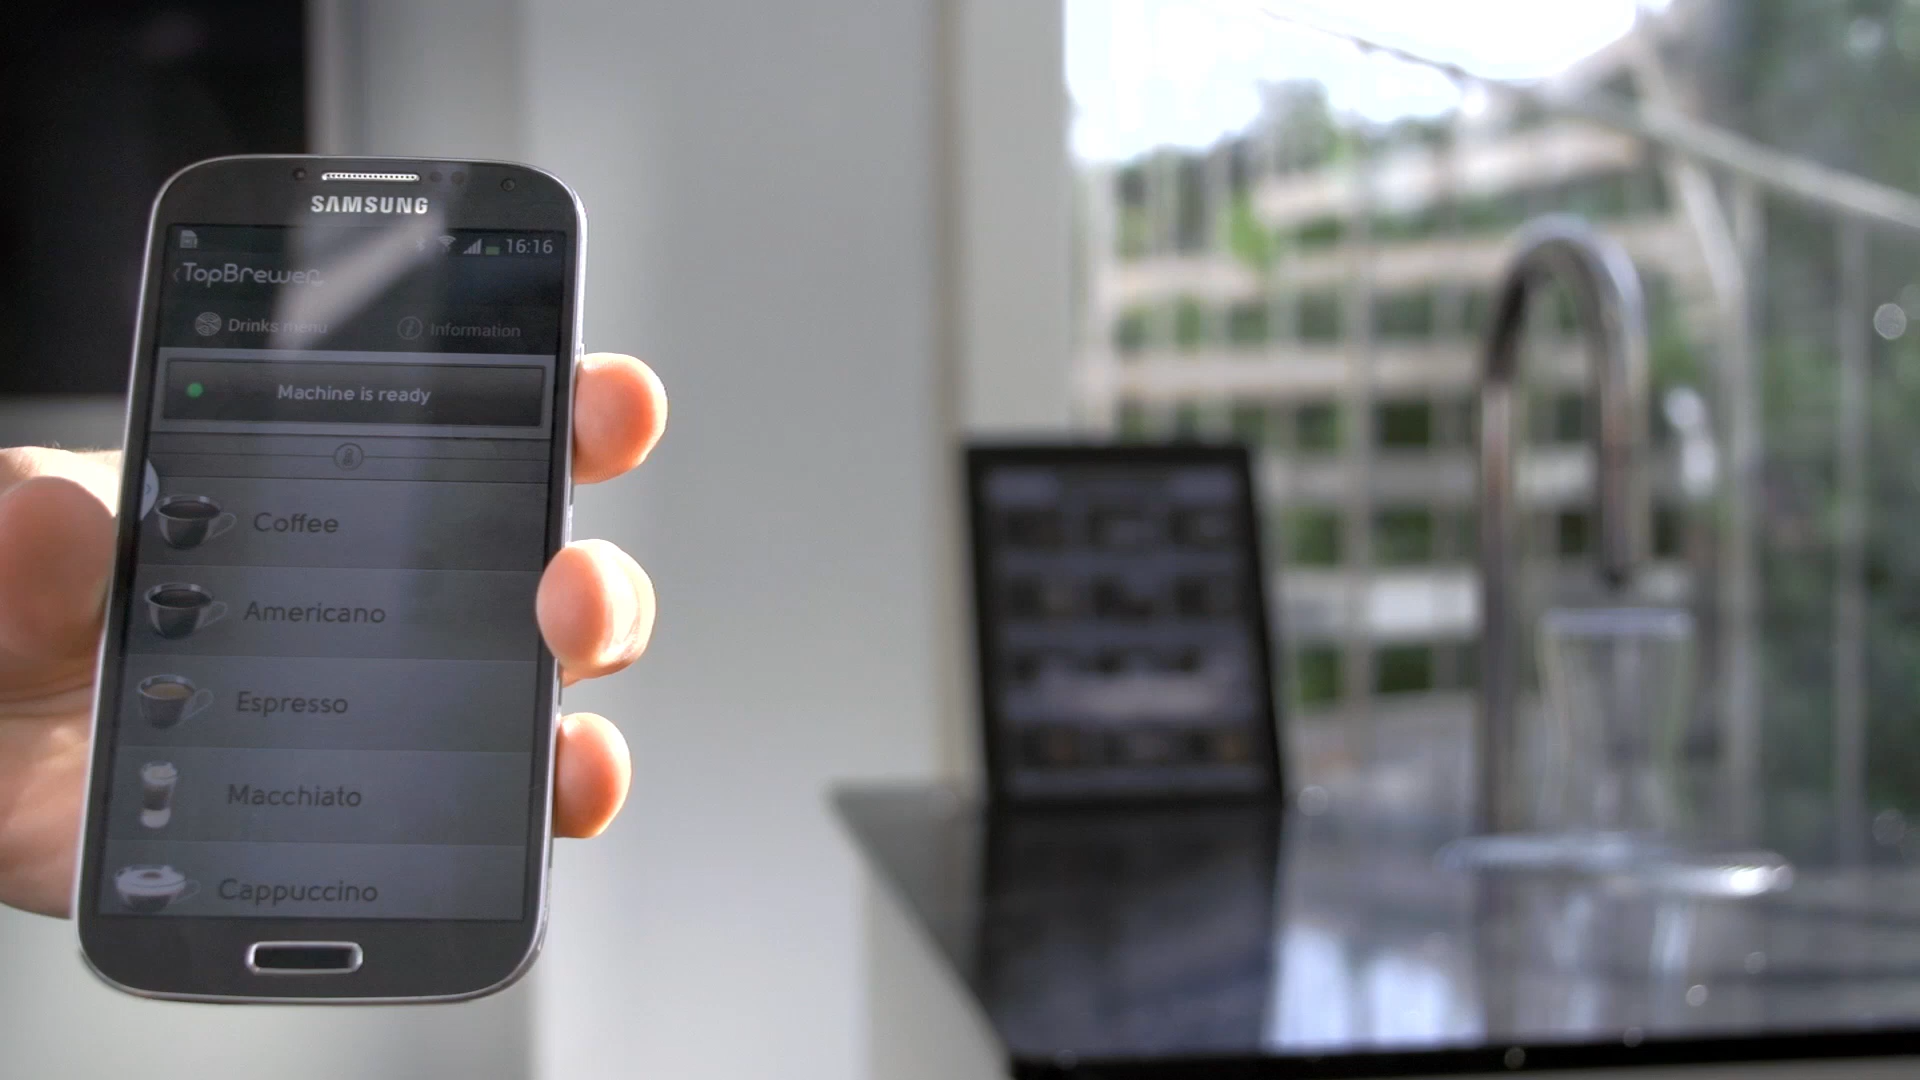 SAMSUNG
16:16
TopBrewer
Drinks menu
Information
Machine is ready
Coffee
Americano
Espresso
Macchiato
Cappuccino